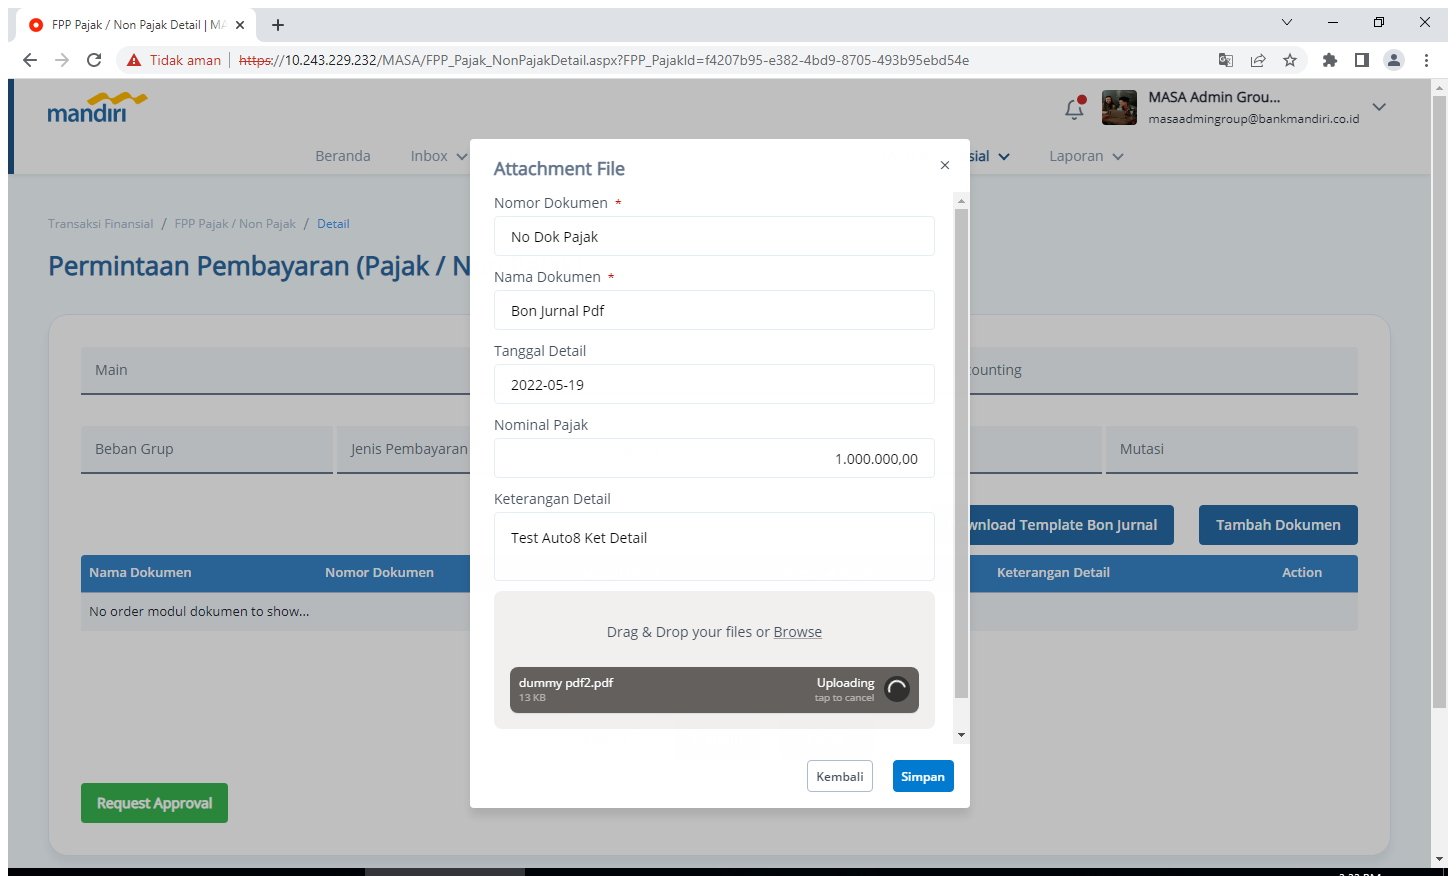 FPP Pajak / Non Pajak Detail | MA
Tidak aman
https://10.243.229.232/MASA/FPP_Pajak_NonPajakDetail.aspx?FPP_PajakId=f4207b95-e382-4bd9-8705-493b95ebd54e
mandiri
MASA Admin Grou...
masaadmingroup@bankmandiri.co.id
Beranda
Inbox
sial
Laporan
Transaksi Finansial / FPP Pajak / Non Pajak / Detail
Permintaan Pembayaran (Pajak / N
Main
ounting
Beban Grup
Jenis Pembayaran
Mutasi
wnload Template Bon Jurnal
Tambah Dokumen
Nama Dokumen
Nomor Dokumen
Keterangan Detail
Action
No order modul dokumen to show...
Request Approval
Attachment File
Nomor Dokumen *
No Dok Pajak
Nama Dokumen *
Bon Jurnal Pdf
Tanggal Detail
2022-05-19
Nominal Pajak
1.000.000,00
Keterangan Detail
Test Auto8 Ket Detail
Drag & Drop your files or Browse
dummy pdf2.pdf
13 KB
Uploading
tap to cancel
Kembali
Simpan